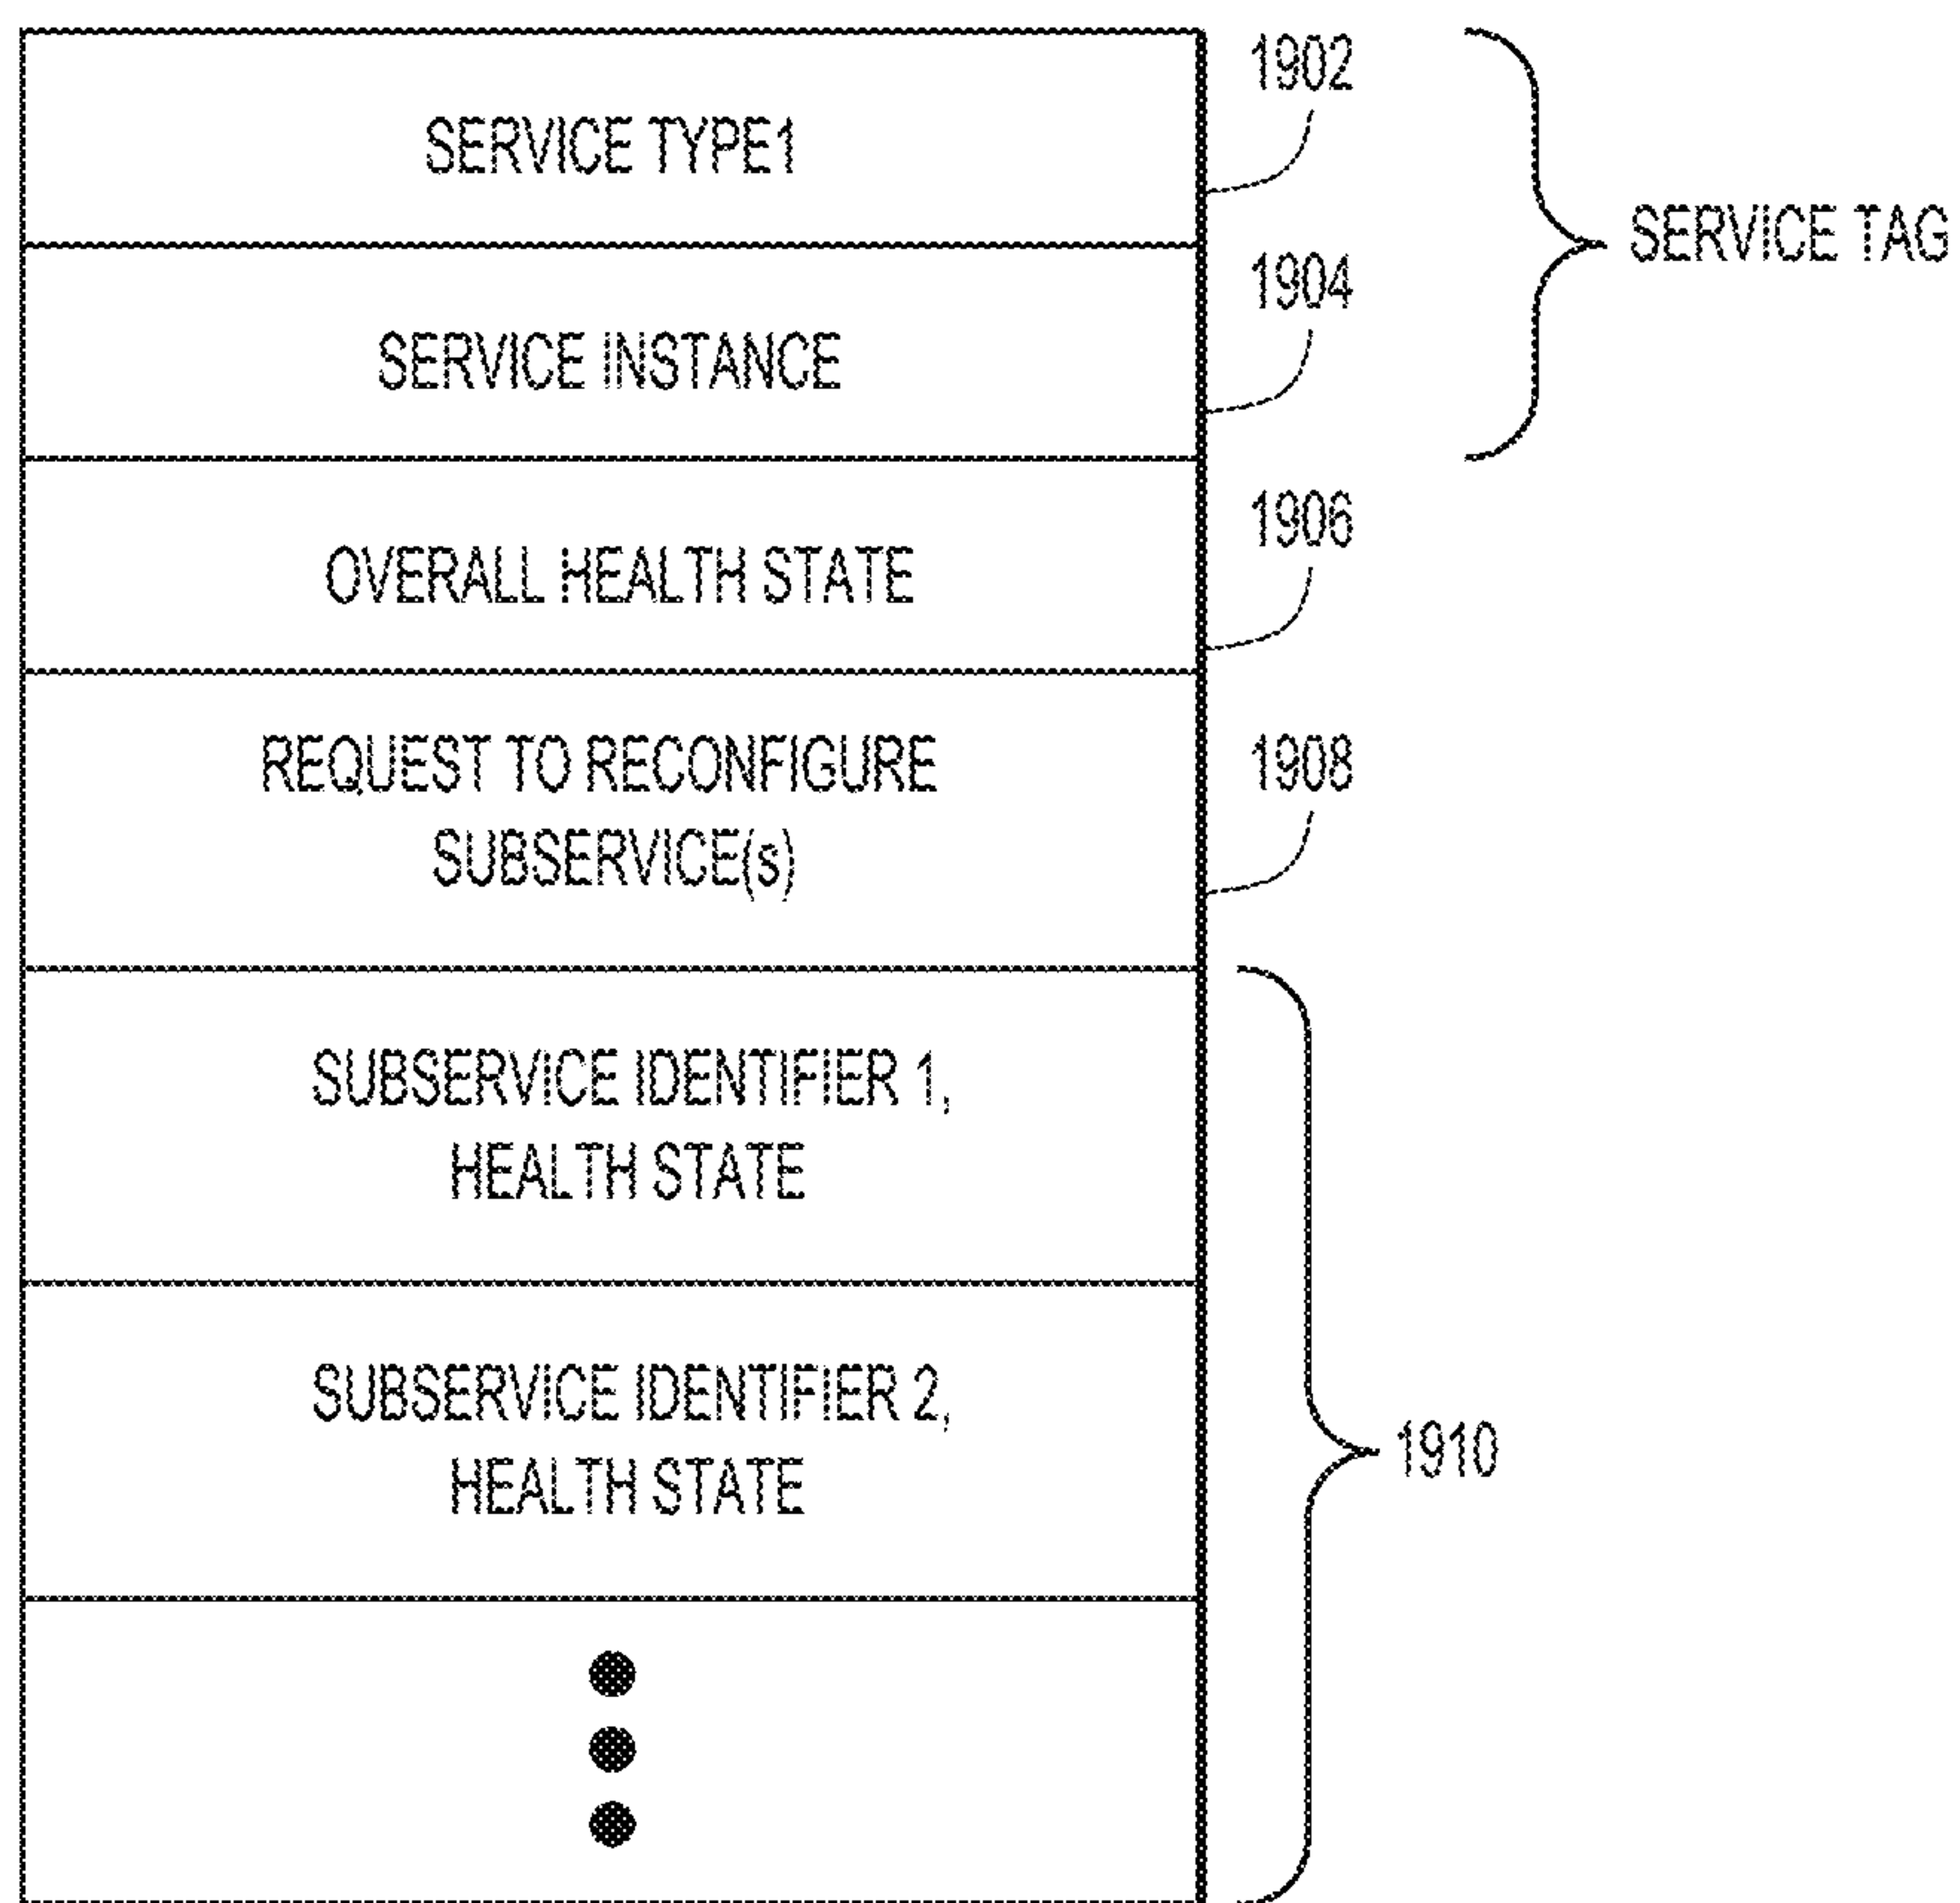 SERVICE TYPE1
1902
SERVICE INSTANCE
1904
SERVICE TAG
OVERALL HEALTH STATE
1906
REQUEST TO RECONFIGURE
SUBSERVICE(s)
1908
SUBSERVICE IDENTIFIER 1,
HEALTH STATE
SUBSERVICE IDENTIFIER 2,
HEALTH STATE
1910